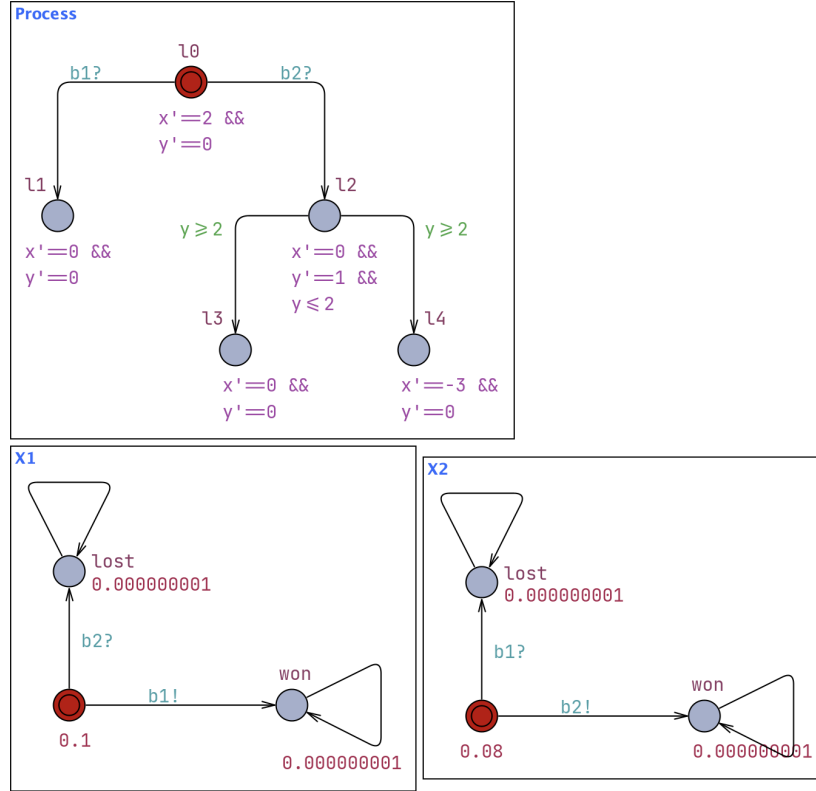 Process
l0
b1?
b2?
x'==2 &&
y'==0
l1
l2
y≥2
y≥2
x'==0 &&
y'==0
x'==0 &&
y'==1 &&
y≤2
l3
l4
x'==0 &&
y'==0
x'==-3 &&
y'==0
X1
lost
0.000000001
b2?
won
b1!
0.1
0.000000001
X2
lost
0.000000001
b1?
won
b2!
0.08
0.000000001